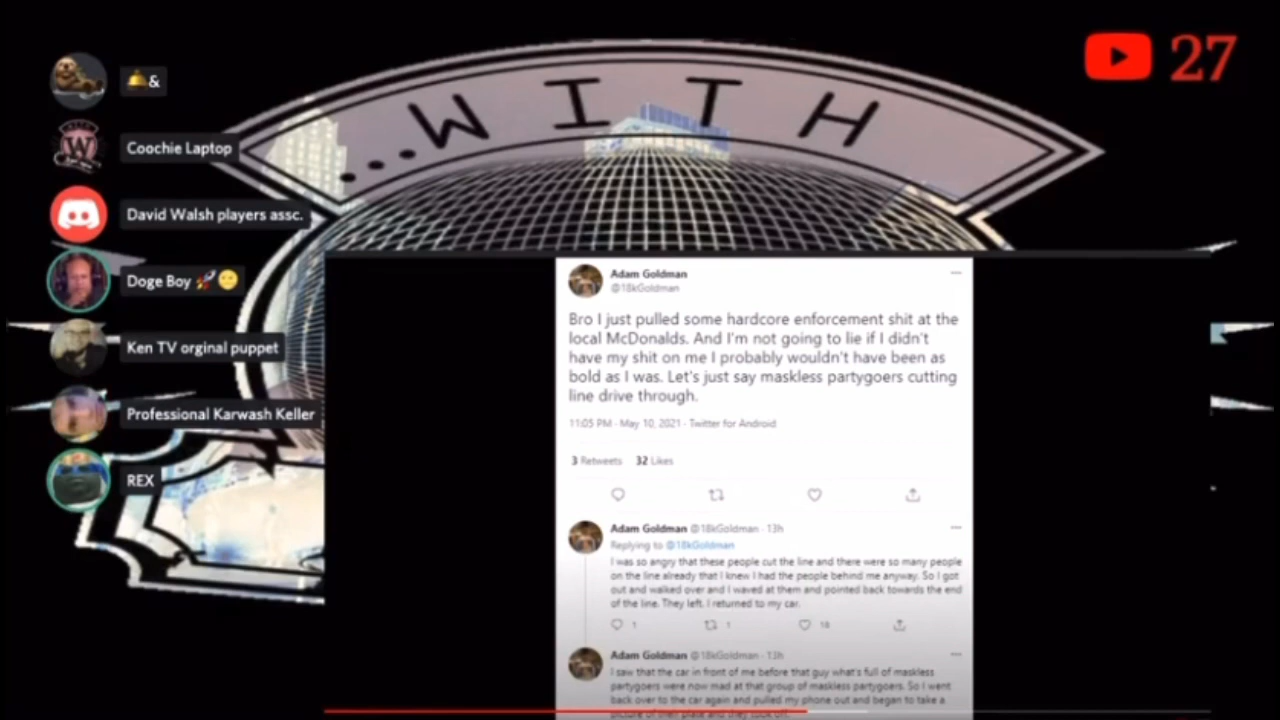 27
..WITH
&
Coochie Laptop
David Walsh players assc.
Doge Boy 🚀
Ken TV orginal puppet
Professional Karwash Keller
REX
W
Adam Goldman
@18kGoldman
Bro I just pulled some hardcore enforcement shit at the
local McDonalds. And I'm not going to lie if I didn't
have my shit on me I probably wouldn't have been as
bold as I was. Let's just say maskless partygoers cutting
line drive through.
11:05 PM · May 10, 2021 · Twitter for Android
3 Retweets 32 Likes
Adam Goldman @18kGoldman · 13h
Replying to @18kGoldman
I was so angry that these people cut the line and there were so many people
on the line already that I knew I had the people behind me anyway. So I got
out and walked over and I waved at them and pointed back towards the end
of the line. They left. I returned to my car.
1 1 18
Adam Goldman @18kGoldman · 13h
I saw that the car in front of me before that guy what's full of maskless
partygoers were now mad at that group of maskless partygoers. So I went
back over to the car again and pulled my phone out and began to take a
picture of their plate and they took off.